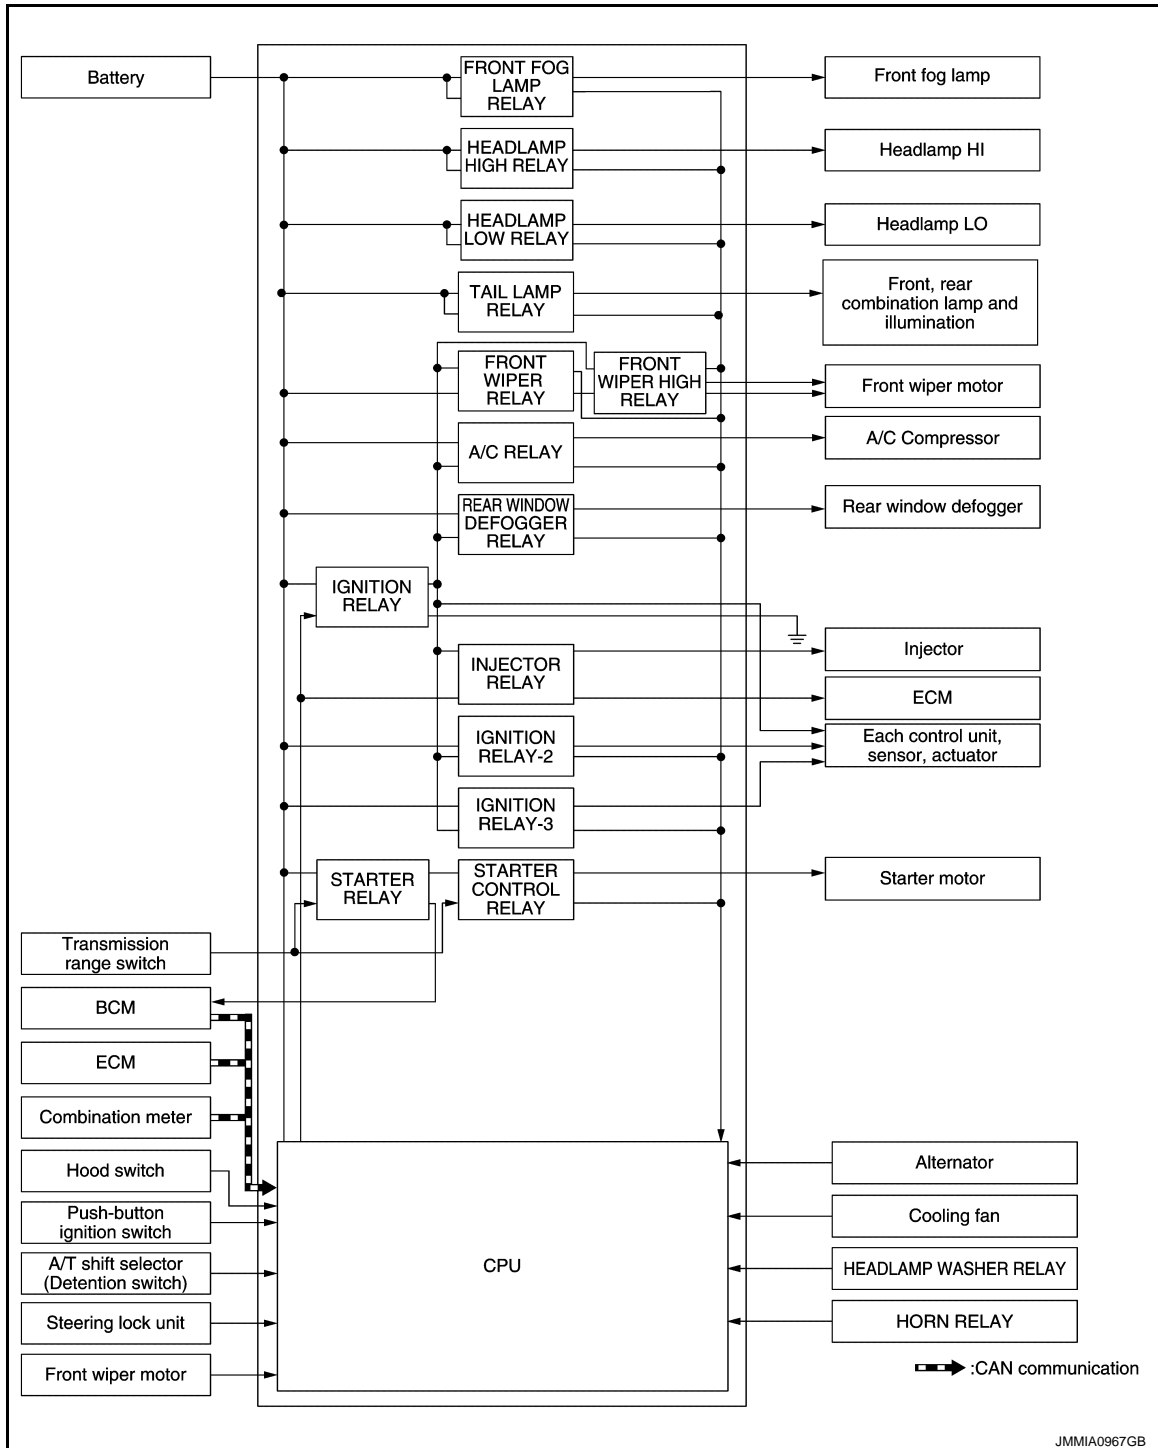 Battery
FRONT FOG
LAMP
RELAY
Front fog lamp
HEADLAMP
HIGH RELAY
Headlamp HI
HEADLAMP
LOW RELAY
Headlamp LO
TAIL LAMP
RELAY
Front, rear
combination lamp and
illumination
FRONT
WIPER
RELAY
FRONT
WIPER HIGH
RELAY
Front wiper motor
A/C RELAY
A/C Compressor
REAR WINDOW
DEFOGGER
RELAY
Rear window defogger
IGNITION
RELAY
INJECTOR
RELAY
Injector
ECM
IGNITION
RELAY-2
Each control unit,
sensor, actuator
IGNITION
RELAY-3
STARTER
RELAY
STARTER
CONTROL
RELAY
Starter motor
Transmission
range switch
BCM
ECM
Combination meter
Hood switch
Push-button
ignition switch
A/T shift selector
(Detention switch)
Steering lock unit
Front wiper motor
CPU
Alternator
Cooling fan
HEADLAMP WASHER RELAY
HORN RELAY
:CAN communication
JMMIA0967GB